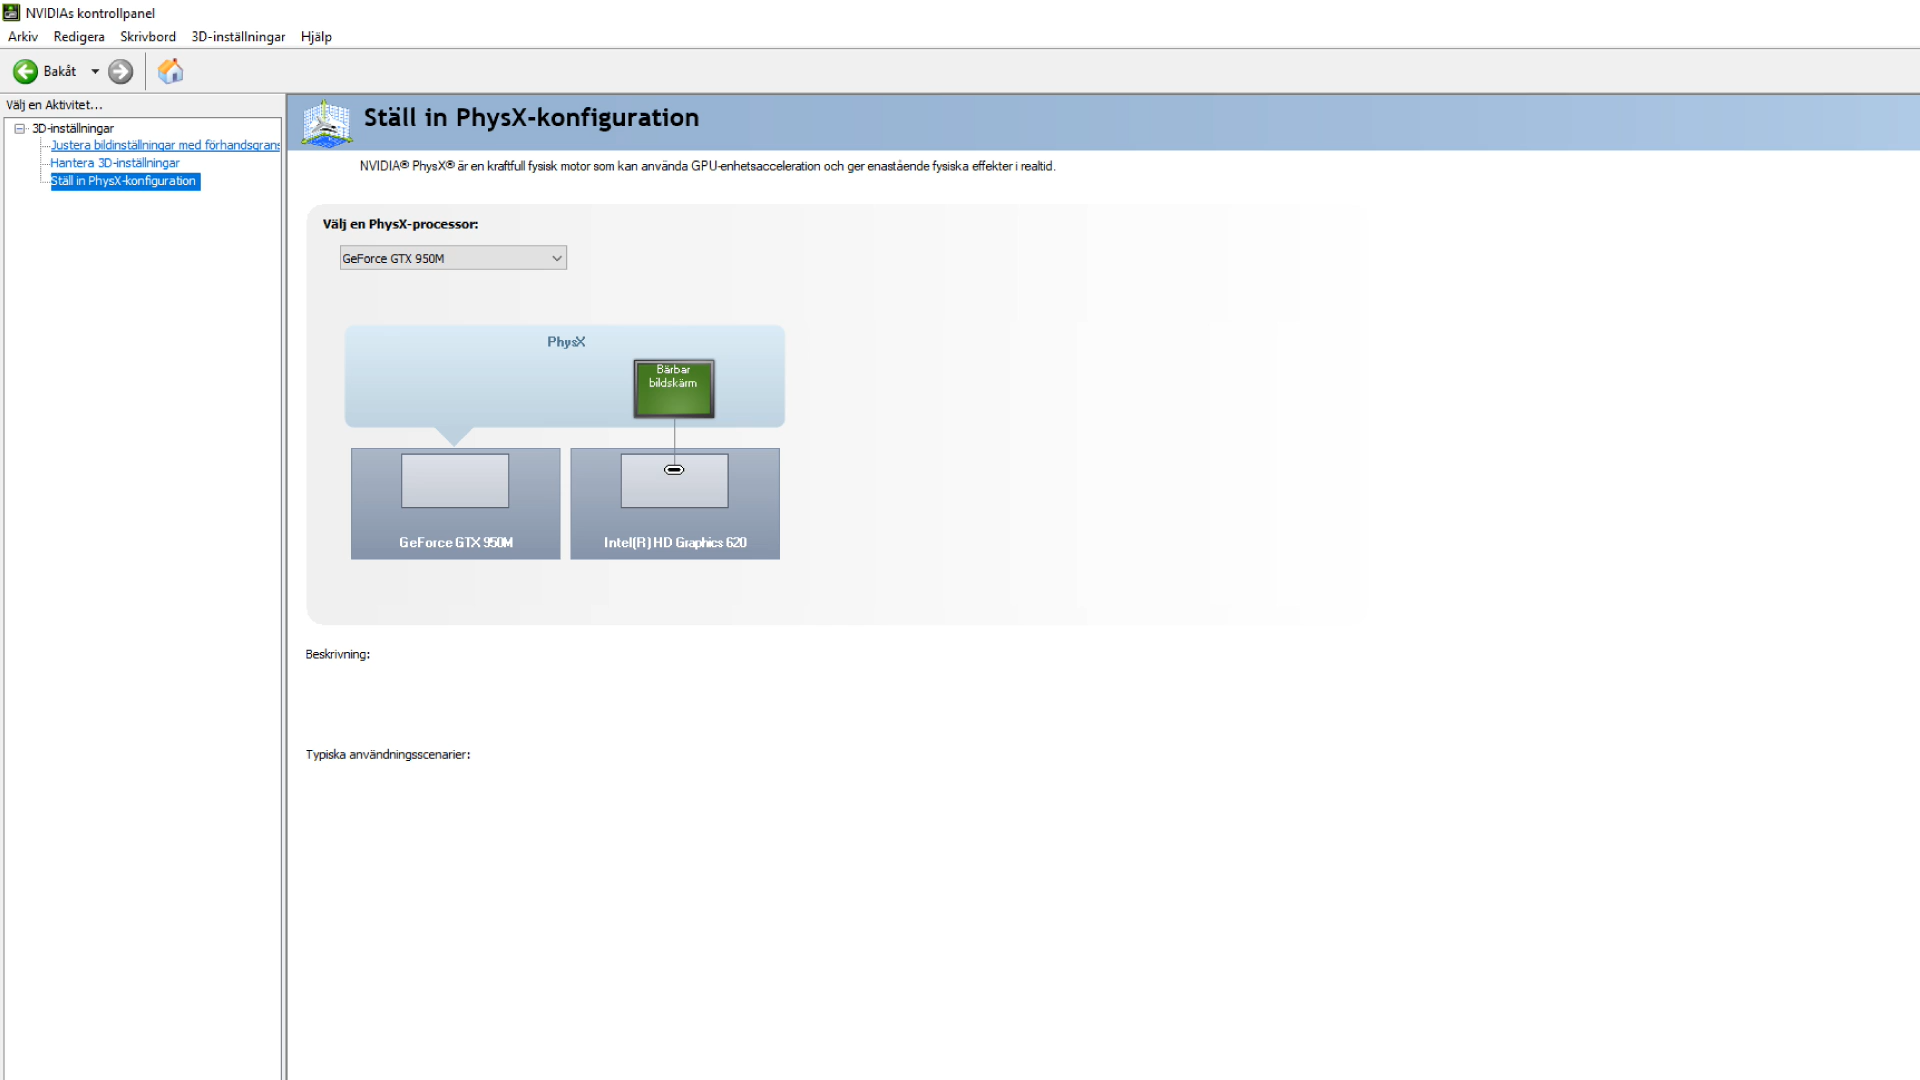 NVIDIAs kontrollpanel
Arkiv Redigera Skrivbord 3D-inställningar Hjälp
Bakåt
Välj en Aktivitet...
3D-inställningar
Justera bildinställningar med förhandsgrans
Hantera 3D-inställningar
Ställ in PhysX-konfiguration
Ställ in PhysX-konfiguration
NVIDIA® PhysX® är en kraftfull fysisk motor som kan använda GPU-enhetsacceleration och ger enastående fysiska effekter i realtid.
Välj en PhysX-processor:
GeForce GTX 950M
PhysX
Bärbar
bildskärm
GeForce GTX 950M
Intel(R) HD Graphics 620
Beskrivning:
Typiska användningsscenarier: